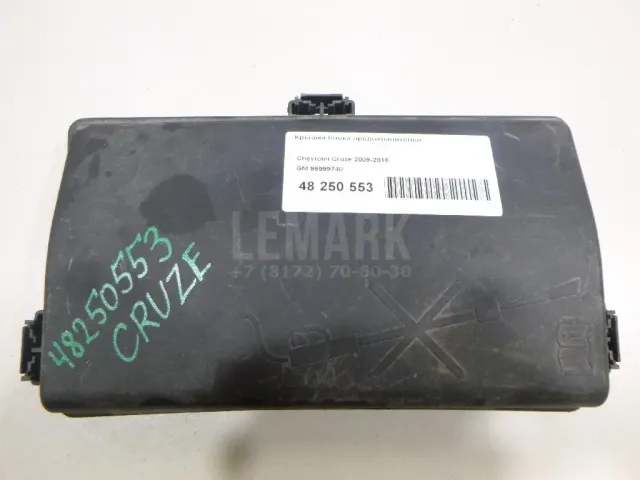 Крышка блока предохранителей
Chevrolet Cruze 2009-2016
GM 96999740
48 250 553
LEMARK
+7 (8172) 70-60-30
48250553
CRUZE